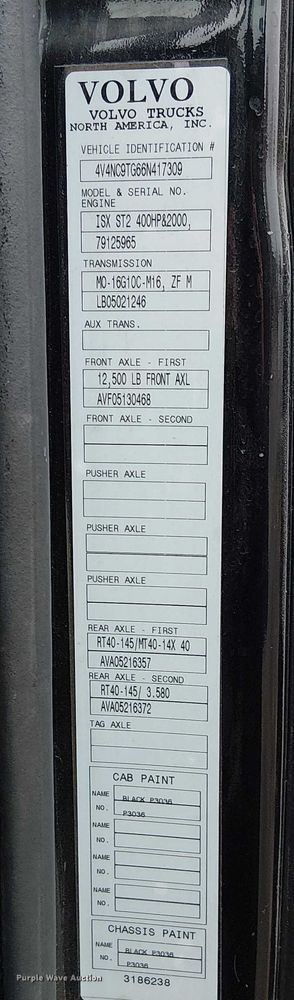 VOLVO
VOLVO TRUCKS
NORTH AMERICA, INC.
VEHICLE IDENTIFICATION #
4V4NC9TG66N417309
MODEL & SERIAL NO.
ENGINE
ISX ST2 400HP&2000,
79125965
TRANSMISSION
MO-16G10C-M16, ZF M
LB05021246
AUX TRANS.
FRONT AXLE - FIRST
12,500 LB FRONT AXL
AVF05130468
FRONT AXLE - SECOND
PUSHER AXLE
PUSHER AXLE
PUSHER AXLE
REAR AXLE - FIRST
RT40-145/MT40-14X 40
AVA05216357
REAR AXLE - SECOND
RT40-145/ 3.580
AVA05216372
TAG AXLE
CAB PAINT
NAME BLACK P3036
NO. P3036
NAME
NO.
NAME
NO.
NAME
NO.
CHASSIS PAINT
NAME BLACK P3036
NO. P3036
3186238
Purple Wave Auction